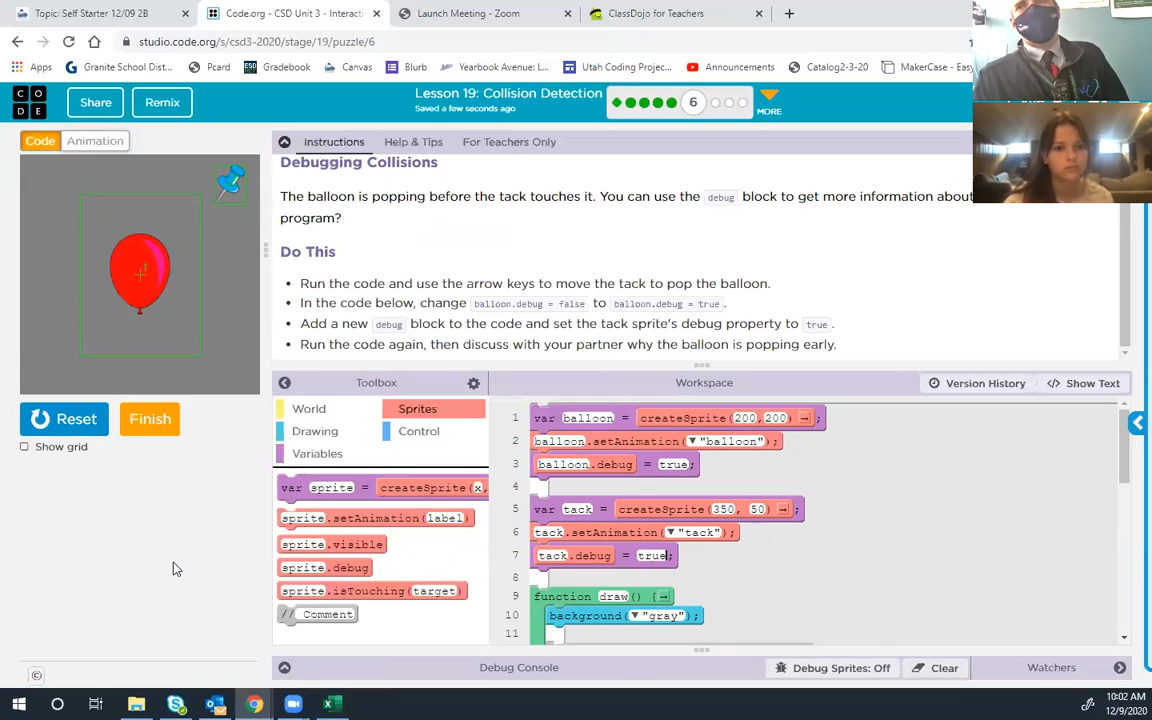 Topic: Self Starter 12/09 2B
Code.org - CSD Unit 3 - Interact
Launch Meeting - Zoom
ClassDojo for Teachers
studio.code.org/s/csd3-2020/stage/19/puzzle/6
Apps
Granite School Dist...
Pcard
GED Gradebook
Canvas
Blurb
Yearbook Avenue: L...
Utah Coding Projec...
Announcements
Catalog2-3-20
MakerCase - Easy
CO
DE
Share
Remix
Lesson 19: Collision Detection
Saved a few seconds ago
6
MORE
Code
Animation
Instructions
Help & Tips
For Teachers Only
Debugging Collisions
The balloon is popping before the tack touches it. You can use the debug block to get more information about
program?
Do This
• Run the code and use the arrow keys to move the tack to pop the balloon.
• In the code below, change balloon.debug = false to balloon.debug = true.
• Add a new debug block to the code and set the tack sprite's debug property to true.
• Run the code again, then discuss with your partner why the balloon is popping early.
Reset
Finish
Show grid
Toolbox
Workspace
Version History
</> Show Text
World
Sprites
Drawing
Control
Variables
var sprite = createSprite(x,
sprite.setAnimation(label)
sprite.visible
sprite.debug
sprite.isTouching(target)
// Comment
1 var balloon = createSprite(200,200);
2 balloon.setAnimation("balloon");
3 balloon.debug = true;
4
5 var tack = createSprite(350, 50);
6 tack.setAnimation("tack");
7 tack.debug = true;
8
9 function draw() {
10 background("gray");
11
Debug Console
Debug Sprites: Off
Clear
Watchers
10:02 AM
12/9/2020